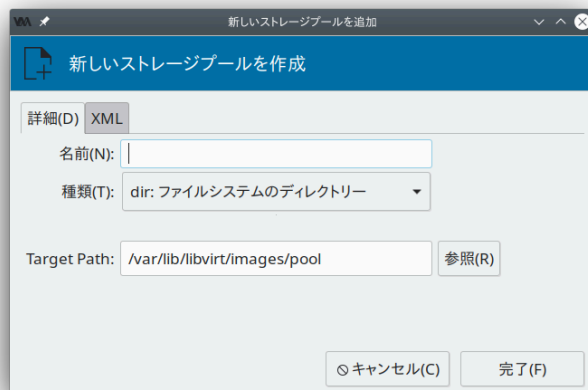 新しいストレージプールを追加
新しいストレージプールを作成
詳細(D) XML
名前(N):
種類(T): dir: ファイルシステムのディレクトリー
Target Path: /var/lib/libvirt/images/pool 参照(R)
キャンセル(C) 完了(F)